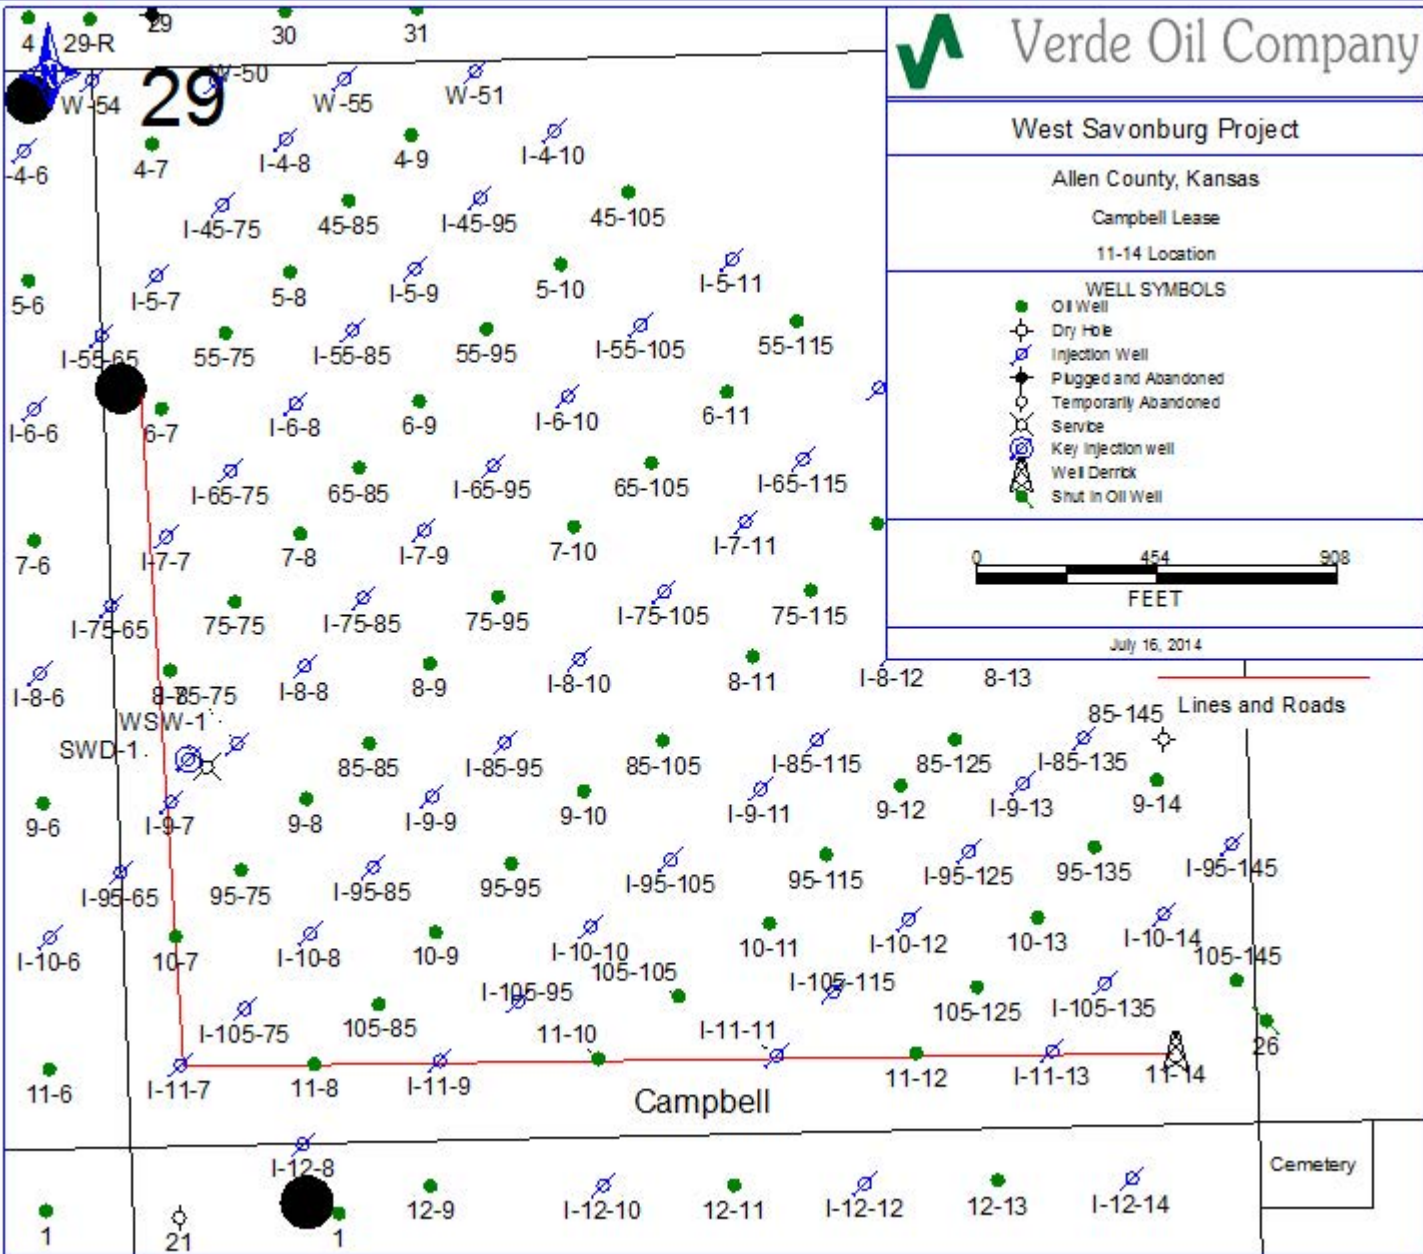 4
29-R
29
30
31
Verde Oil Company
29
W-54
W-50
W-55
W-51
West Savonburg Project
-4-6
4-7
I-4-8
4-9
I-4-10
Allen County, Kansas
I-45-75
45-85
I-45-95
45-105
Campbell Lease
11-14 Location
5-6
I-5-7
5-8
I-5-9
5-10
I-5-11
WELL SYMBOLS
Oil Well
Dry Hole
Injection Well
Plugged and Abandoned
Temporarily Abandoned
Service
Key Injection well
Well Derrick
Shut In Oil Well
I-55-65
55-75
I-55-85
55-95
I-55-105
55-115
I-6-6
6-7
I-6-8
6-9
I-6-10
6-11
I-65-75
65-85
I-65-95
65-105
I-65-115
7-6
I-7-7
7-8
I-7-9
7-10
I-7-11
0 454 908
FEET
I-75-65
75-75
I-75-85
75-95
I-75-105
75-115
July 16, 2014
I-8-6
8-7
I-85-75
I-8-8
8-9
I-8-10
8-11
I-8-12
8-13
Lines and Roads
WSW-1
SWD-1
85-85
I-85-95
85-105
I-85-115
85-125
I-85-135
85-145
9-6
I-9-7
9-8
I-9-9
9-10
I-9-11
9-12
I-9-13
9-14
I-95-65
95-75
I-95-85
95-95
I-95-105
95-115
I-95-125
95-135
I-95-145
I-10-6
10-7
I-10-8
10-9
I-10-10
10-11
I-10-12
10-13
I-10-14
I-105-75
105-85
I-105-95
105-105
I-105-115
105-125
I-105-135
105-145
11-6
I-11-7
11-8
I-11-9
11-10
I-11-11
11-12
I-11-13
11-14
26
Campbell
I-12-8
Cemetery
1
21
1
12-9
I-12-10
12-11
I-12-12
12-13
I-12-14